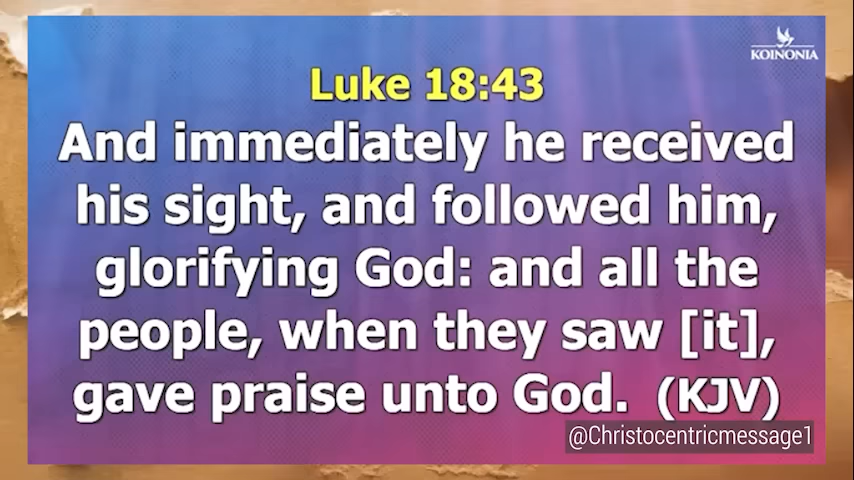 KOINONIA
Luke 18:43
And immediately he received
his sight, and followed him,
glorifying God: and all the
people, when they saw [it],
gave praise unto God. (KJV)
@Christocentricmessage1